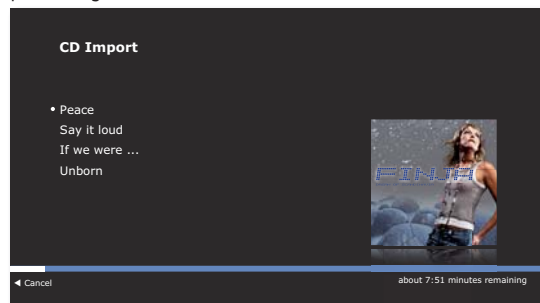 CD Import
• Peace
Say it loud
If we were ...
Unborn
FINJA
◀ Cancel
about 7:51 minutes remaining